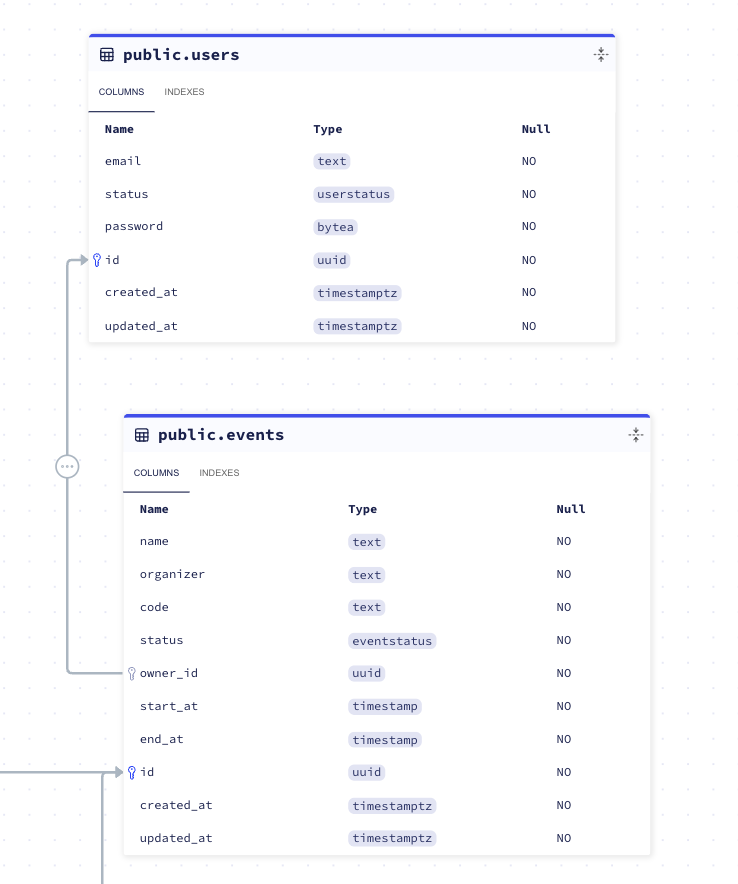 public.users
COLUMNS INDEXES
Name Type Null
email text NO
status userstatus NO
password bytea NO
id uuid NO
created_at timestamptz NO
updated_at timestamptz NO
public.events
COLUMNS INDEXES
Name Type Null
name text NO
organizer text NO
code text NO
status eventstatus NO
owner_id uuid NO
start_at timestamp NO
end_at timestamp NO
id uuid NO
created_at timestamptz NO
updated_at timestamptz NO